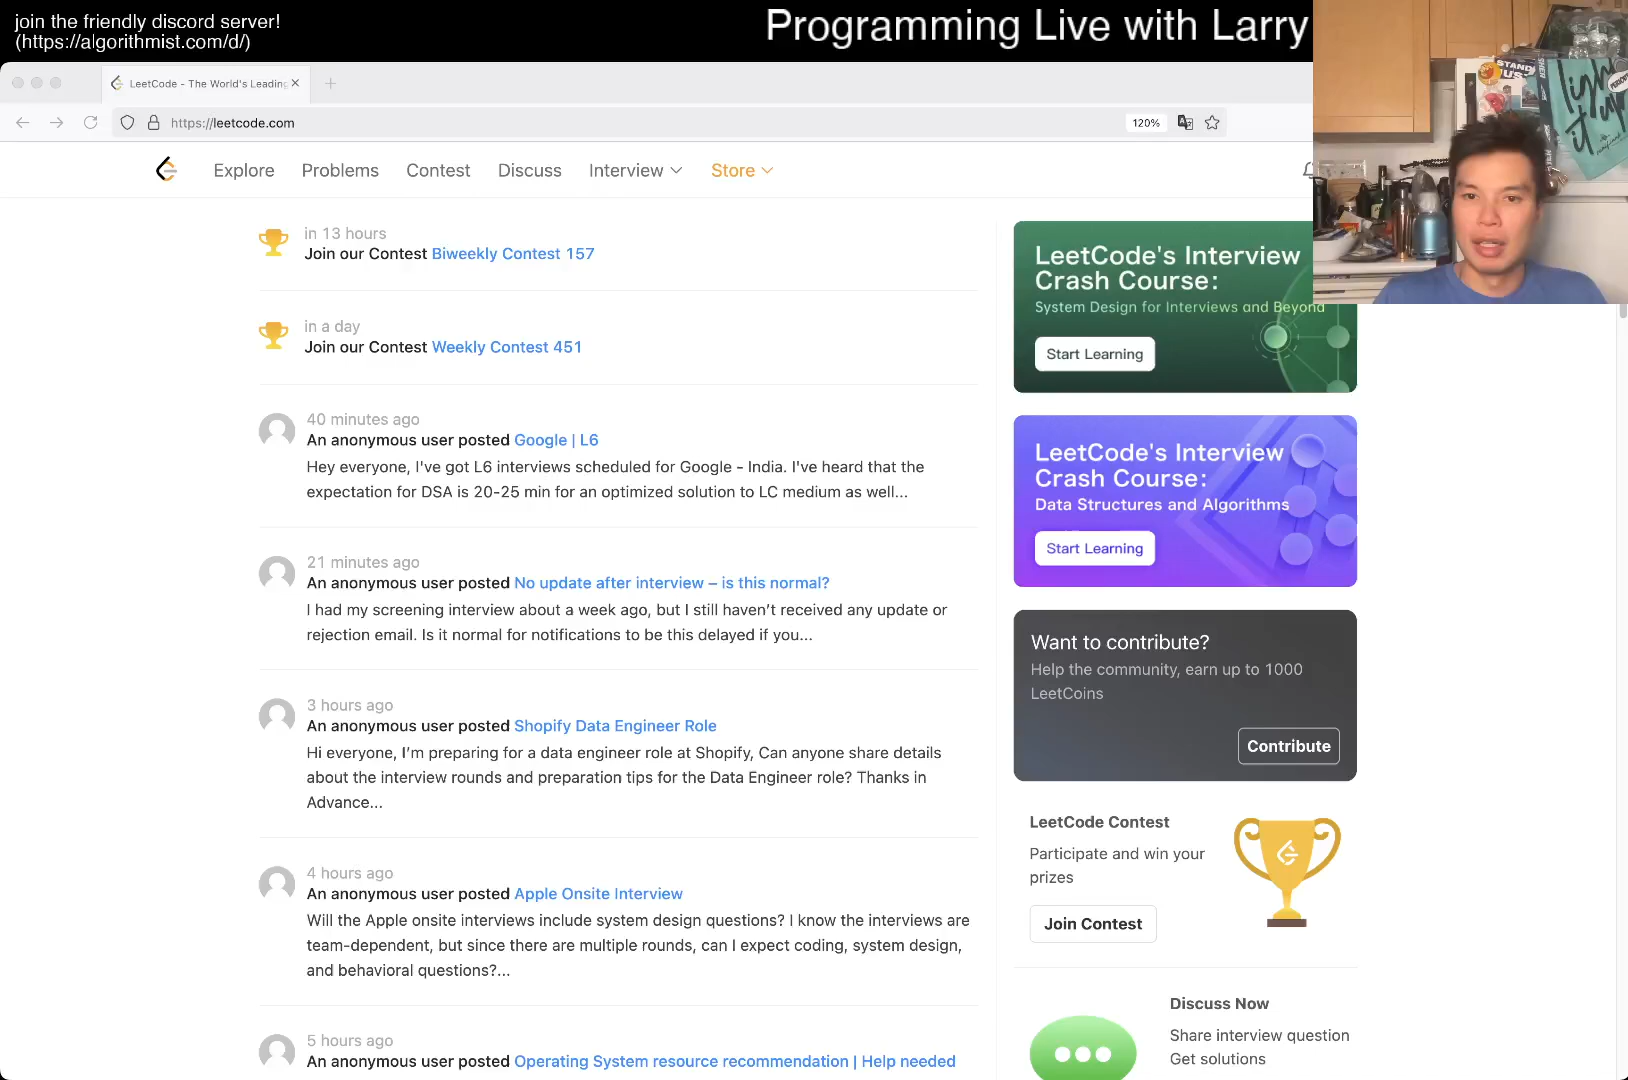 join the friendly discord server!
(https://algorithmist.com/d/)
Programming Live with Larry
LeetCode - The World's Leading
https://leetcode.com
120%
Explore
Problems
Contest
Discuss
Interview
Store
in 13 hours
Join our Contest Biweekly Contest 157
in a day
Join our Contest Weekly Contest 451
40 minutes ago
An anonymous user posted Google | L6
Hey everyone, I've got L6 interviews scheduled for Google - India. I've heard that the
expectation for DSA is 20-25 min for an optimized solution to LC medium as well...
21 minutes ago
An anonymous user posted No update after interview – is this normal?
I had my screening interview about a week ago, but I still haven’t received any update or
rejection email. Is it normal for notifications to be this delayed if you...
3 hours ago
An anonymous user posted Shopify Data Engineer Role
Hi everyone, I’m preparing for a data engineer role at Shopify, Can anyone share details
about the interview rounds and preparation tips for the Data Engineer role? Thanks in
Advance...
4 hours ago
An anonymous user posted Apple Onsite Interview
Will the Apple onsite interviews include system design questions? I know the interviews are
team-dependent, but since there are multiple rounds, can I expect coding, system design,
and behavioral questions?...
5 hours ago
An anonymous user posted Operating System resource recommendation | Help needed
LeetCode's Interview
Crash Course:
System Design for Interviews and Beyond
Start Learning
LeetCode's Interview
Crash Course:
Data Structures and Algorithms
Start Learning
Want to contribute?
Help the community, earn up to 1000
LeetCoins
Contribute
LeetCode Contest
Participate and win your
prizes
Join Contest
Discuss Now
Share interview question
Get solutions